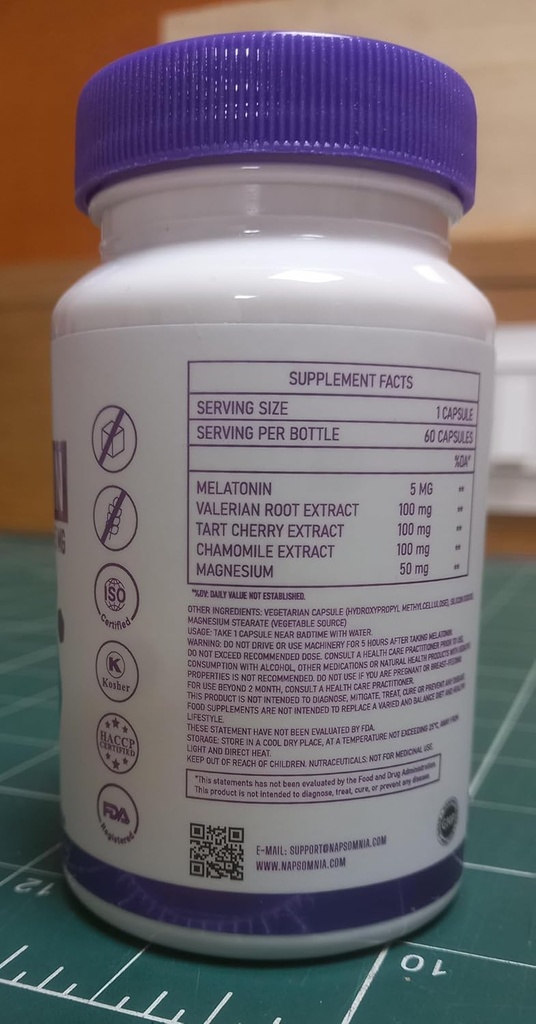 SUPPLEMENT FACTS
SERVING SIZE 1 CAPSULE
SERVING PER BOTTLE 60 CAPSULES
%DA*
MELATONIN 5 MG **
VALERIAN ROOT EXTRACT 100 mg **
TART CHERRY EXTRACT 100 mg **
CHAMOMILE EXTRACT 100 mg **
MAGNESIUM 50 mg **
*%DV: DAILY VALUE NOT ESTABLISHED.
OTHER INGREDIENTS: VEGETARIAN CAPSULE (HYDROXYPROPYL METHYLCELLULOSE),
MAGNESIUM STEARATE (VEGETABLE SOURCE)
USAGE: TAKE 1 CAPSULE NEAR BADTIME WITH WATER.
WARNING: DO NOT DRIVE OR USE MACHINERY FOR 5 HOURS AFTER TAKING MELATONIN.
DO NOT EXCEED RECOMMENDED DOSE. CONSULT A HEALTH CARE PRACTITIONER PRIOR TO USE,
CONSUMPTION WITH ALCOHOL, OTHER MEDICATIONS OR NATURAL HEALTH PRODUCTS WITH
PROPERTIES IS NOT RECOMMENDED. DO NOT USE IF YOU ARE PREGNANT OR BREAST-FEEDING.
FOR USE BEYOND 2 MONTH, CONSULT A HEALTH CARE PRACTITIONER.
THIS PRODUCT IS NOT INTENDED TO DIAGNOSE, MITIGATE, TREAT, CURE OR PREVENT ANY DISEASE.
FOOD SUPPLEMENTS ARE NOT INTENDED TO REPLACE A VARIED AND BALANCE DIET AND HEALTH
LIFESTYLE.
THESE STATEMENT HAVE NOT BEEN EVALUATED BY FDA.
STORAGE: STORE IN A COOL DRY PLACE, AT A TEMPERATURE NOT EXCEEDING 25°C, AWAY FROM
LIGHT AND DIRECT HEAT.
KEEP OUT OF REACH OF CHILDREN. NUTRACEUTICALS: NOT FOR MEDICINAL USE.
*This statements has not been evaluated by the Food and Drug Administration.
This product is not intended to diagnose, treat, cure, or prevent any disease.
E-MAIL: SUPPORT@NAPSOMNIA.COM
WWW.NAPSOMNIA.COM
ISO
Certified
K
Kosher
HACCP
CERTIFIED
FDA
Registered
MG
12
10